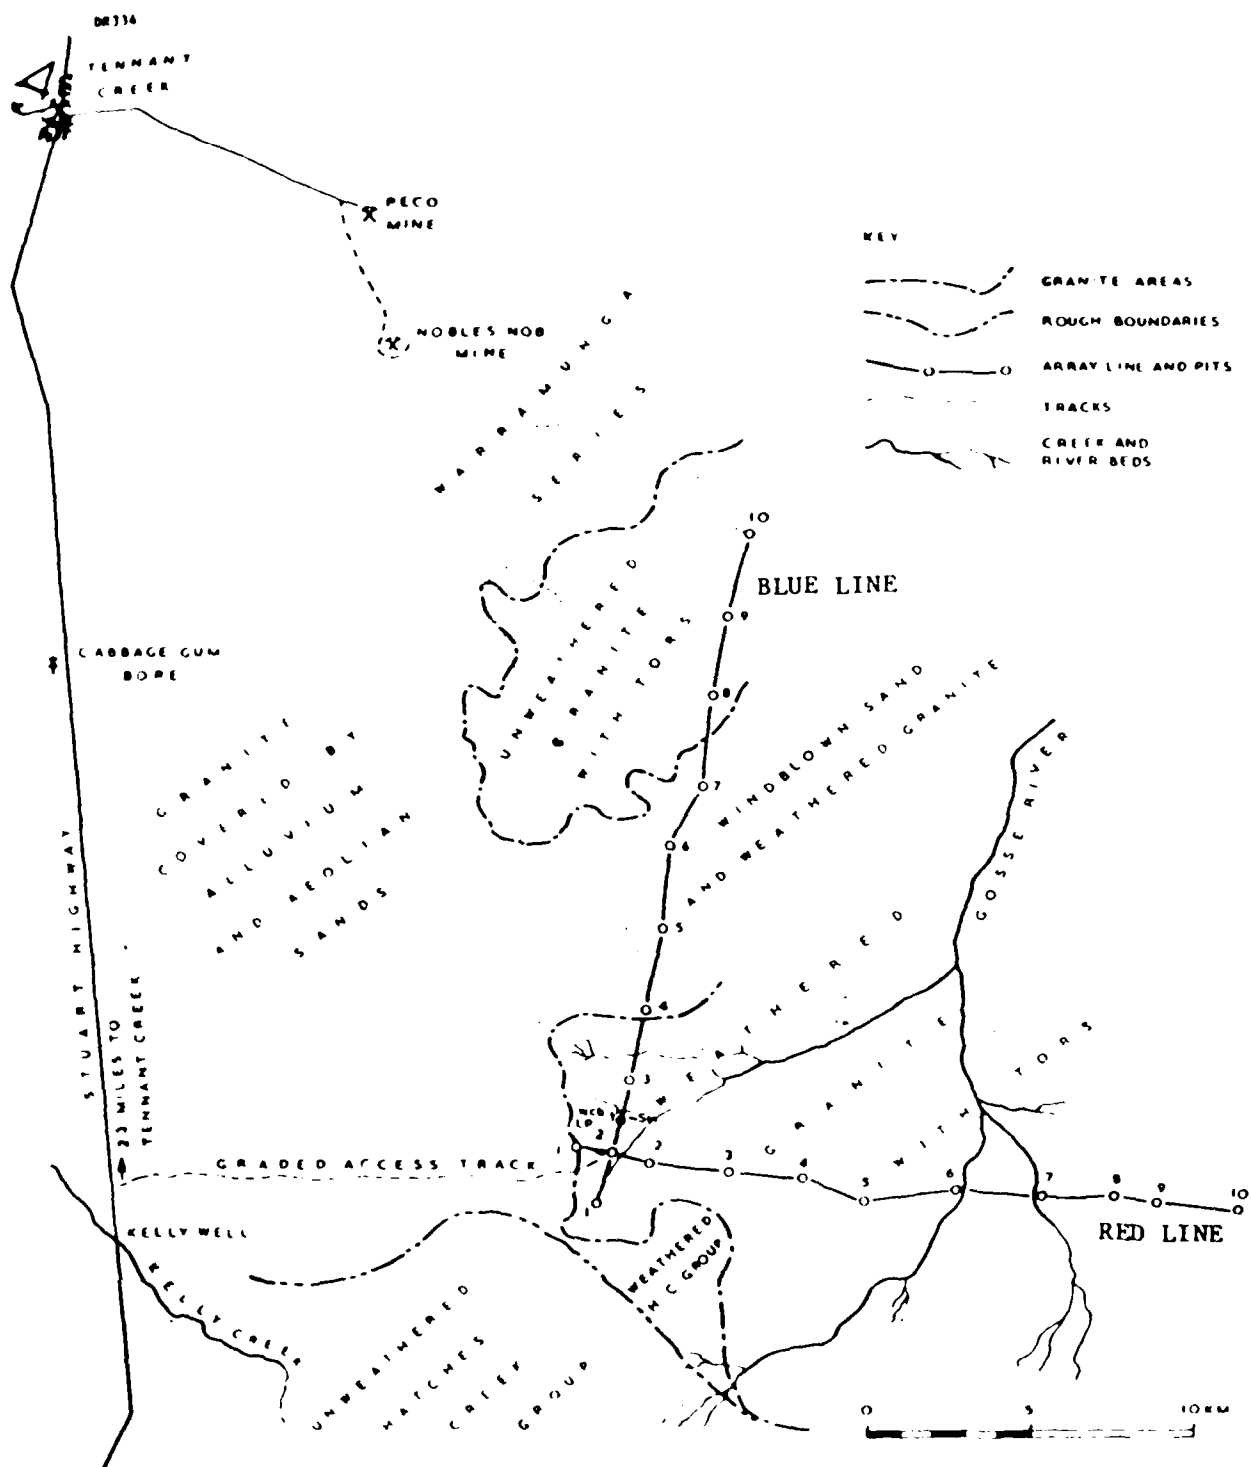 DR334
TENNANT
CREEK
PECO
MINE
NOBLES NOB
MINE
KEY
GRANITE AREAS
ROUGH BOUNDARIES
ARRAY LINE AND PITS
TRACKS
CREEK AND
RIVER BEDS
WARRAMUNGA
SERIES
10
BLUE LINE
9
8
7
6
5
4
3
2
1
UNWEATHERED
GRANITE
WITH TORS
CABBAGE GUM
BORE
GRANITE
COVERED BY
ALLUVIUM
AND AEOLIAN
SANDS
WINDBLOWN SAND
AND WEATHERED GRANITE
GOSSE RIVER
STUART HIGHWAY
23 MILES TO
TENNANT CREEK
WEATHERED
GRANITE
WITH TORS
LP
GRADED ACCESS TRACK
1
2
3
4
5
6
7
8
9
10
RED LINE
KELLY WELL
KELLY CREEK
WEATHERED
H C GROUP
UNWEATHERED
HATCHES
CREEK
GROUP
0
5
10 KM